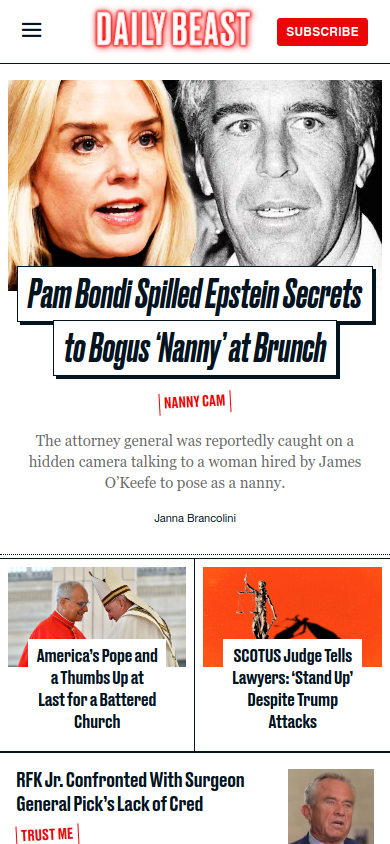 DAILY BEAST
SUBSCRIBE
Pam Bondi Spilled Epstein Secrets
to Bogus ‘Nanny’ at Brunch
NANNY CAM
The attorney general was reportedly caught on a
hidden camera talking to a woman hired by James
O’Keefe to pose as a nanny.
Janna Brancolini
America’s Pope and
a Thumbs Up at
Last for a Battered
Church
SCOTUS Judge Tells
Lawyers: ‘Stand Up’
Despite Trump
Attacks
RFK Jr. Confronted With Surgeon
General Pick’s Lack of Cred
TRUST ME